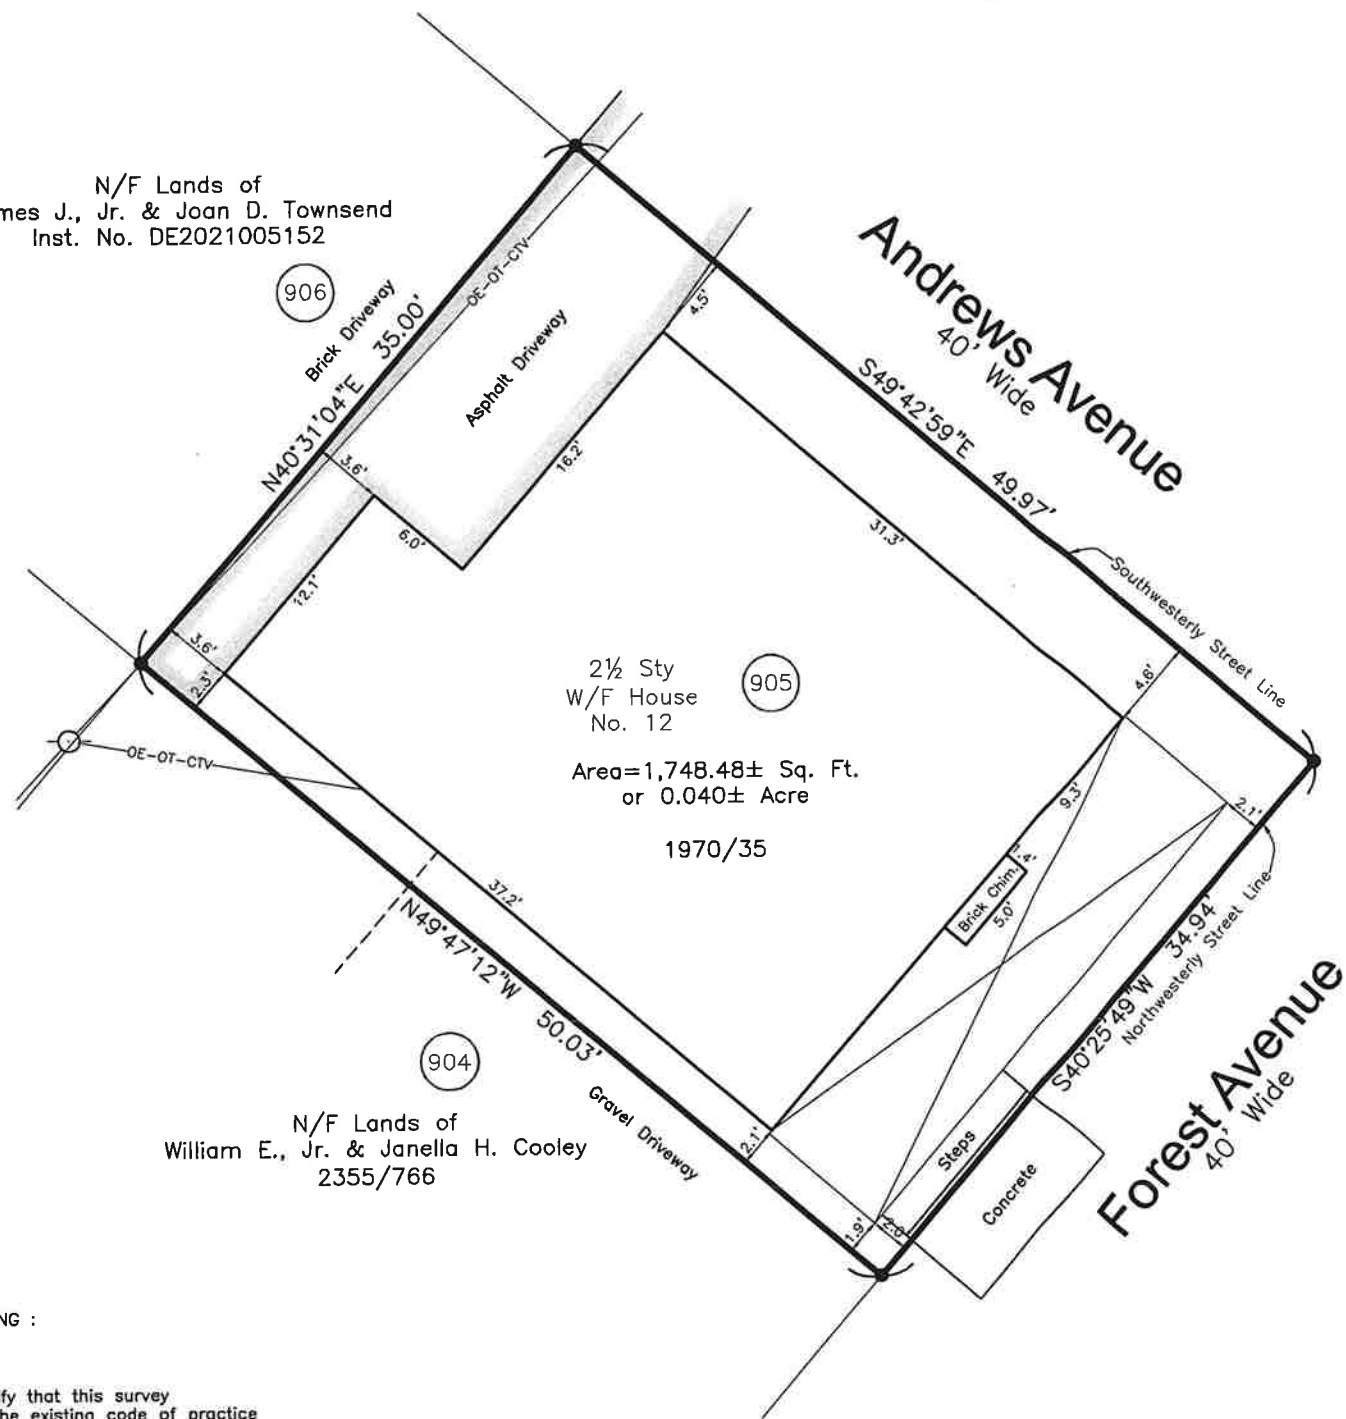 N/F Lands of
mes J., Jr. & Joan D. Townsend
Inst. No. DE2021005152
906
Brick Driveway
N40°31'04"E 35.00'
OE-OT-CTV
Asphalt Driveway
4.5'
3.6'
6.0'
16.2'
12.1'
3.6'
2.3'
OE-OT-CTV
Andrews Avenue
40' Wide
S49°42'59"E 49.97'
31.3'
Southwesterly Street Line
4.6'
2½ Sty
W/F House
No. 12
905
Area=1,748.48± Sq. Ft.
or 0.040± Acre
1970/35
9.3'
1.4'
Brick Chim.
5.0'
2.1'
37.2'
N49°47'12"W 50.03'
S40°25'49"W 34.94'
Northwesterly Street Line
Forest Avenue
40' Wide
904
N/F Lands of
William E., Jr. & Janella H. Cooley
2355/766
Gravel Driveway
2.1'
1.9'
2.0'
Steps
Concrete
NG :
fy that this survey
he existing code of practice